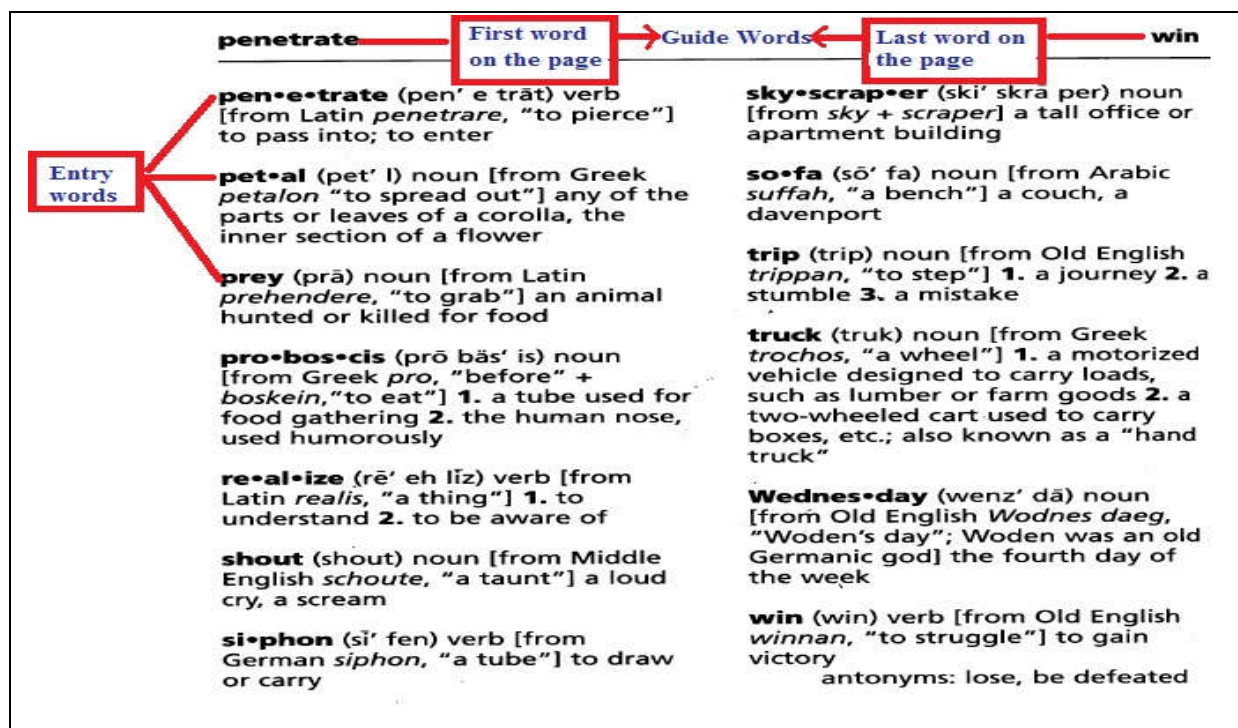 penetrate First word on the page Guide Words Last word on the page win
Entry words
pen•e•trate (pen' e trāt) verb
[from Latin penetrare, "to pierce"]
to pass into; to enter
pet•al (pet' l) noun [from Greek
petalon "to spread out"] any of the
parts or leaves of a corolla, the
inner section of a flower
prey (prā) noun [from Latin
prehendere, "to grab"] an animal
hunted or killed for food
pro•bos•cis (prō bäs' is) noun
[from Greek pro, "before" +
boskein,"to eat"] 1. a tube used for
food gathering 2. the human nose,
used humorously
re•al•ize (rē' eh līz) verb [from
Latin realis, "a thing"] 1. to
understand 2. to be aware of
shout (shout) noun [from Middle
English schoute, "a taunt"] a loud
cry, a scream
si•phon (sī' fen) verb [from
German siphon, "a tube"] to draw
or carry
sky•scrap•er (ski' skra per) noun
[from sky + scraper] a tall office or
apartment building
so•fa (sō' fa) noun [from Arabic
suffah, "a bench"] a couch, a
davenport
trip (trip) noun [from Old English
trippan, "to step"] 1. a journey 2. a
stumble 3. a mistake
truck (truk) noun [from Greek
trochos, "a wheel"] 1. a motorized
vehicle designed to carry loads,
such as lumber or farm goods 2. a
two-wheeled cart used to carry
boxes, etc.; also known as a "hand
truck"
Wednes•day (wenz' dā) noun
[from Old English Wodnes daeg,
"Woden's day"; Woden was an old
Germanic god] the fourth day of
the week
win (win) verb [from Old English
winnan, "to struggle"] to gain
victory
antonyms: lose, be defeated